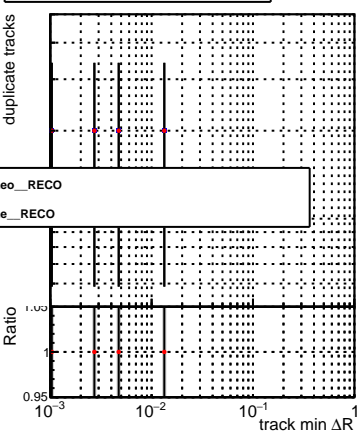 duplicate tracks
eo__RECO
e__RECO
Ratio
1.05
1
0.95
10⁻³ 10⁻² 10⁻¹ 1
track min ΔR